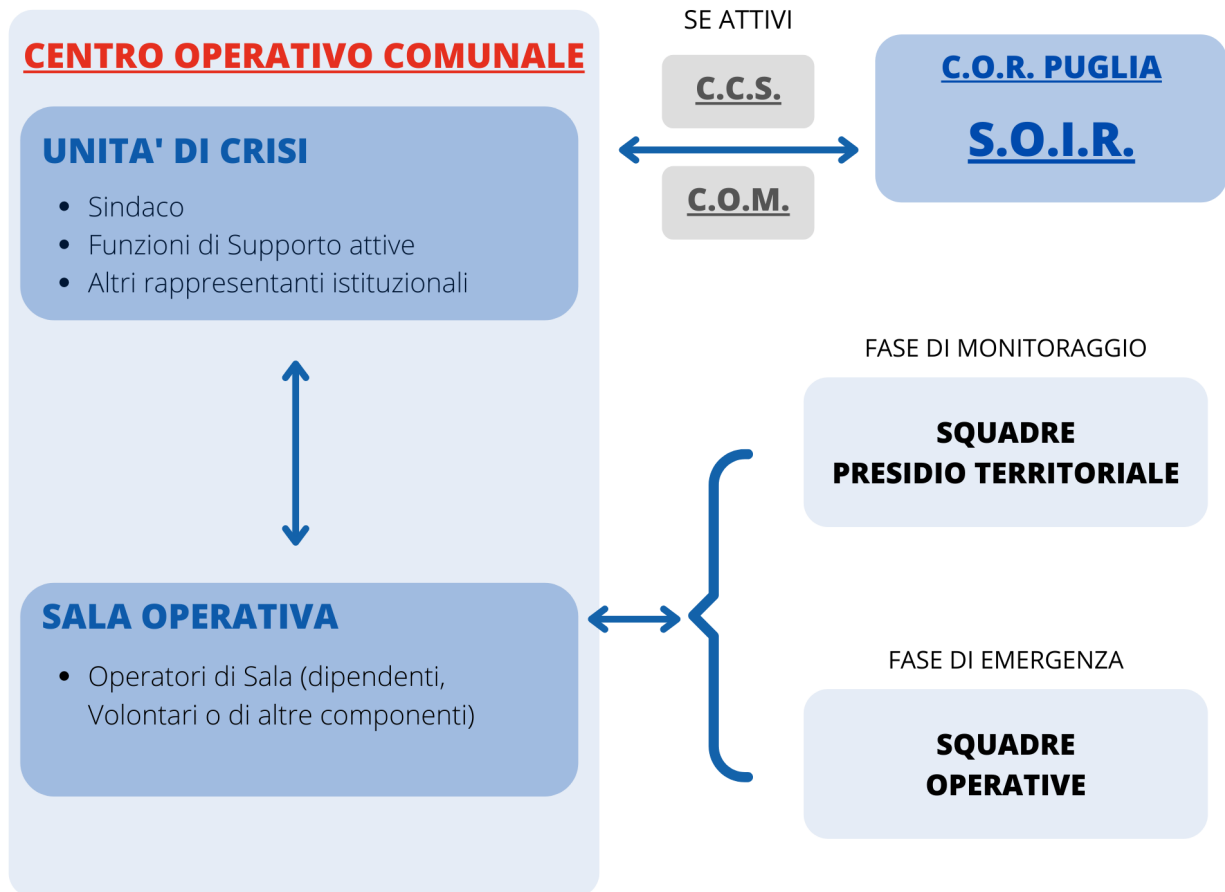 CENTRO OPERATIVO COMUNALE
UNITA' DI CRISI
• Sindaco
• Funzioni di Supporto attive
• Altri rappresentanti istituzionali
SALA OPERATIVA
• Operatori di Sala (dipendenti,
Volontari o di altre componenti)
SE ATTIVI
C.C.S.
C.O.M.
C.O.R. PUGLIA
S.O.I.R.
FASE DI MONITORAGGIO
SQUADRE
PRESIDIO TERRITORIALE
FASE DI EMERGENZA
SQUADRE
OPERATIVE